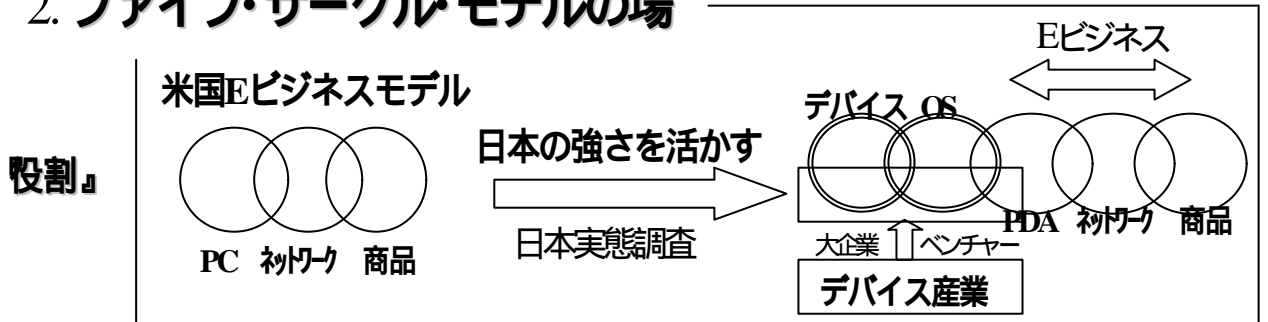 2. ファイブ・サークル・モデルの場
Eビジネス
米国Eビジネスモデル
デバイス OS
日本の強さを活かす
役割』
PDA ネットワーク 商品
日本実態調査
大企業 ベンチャー
PC ネットワーク 商品
デバイス産業